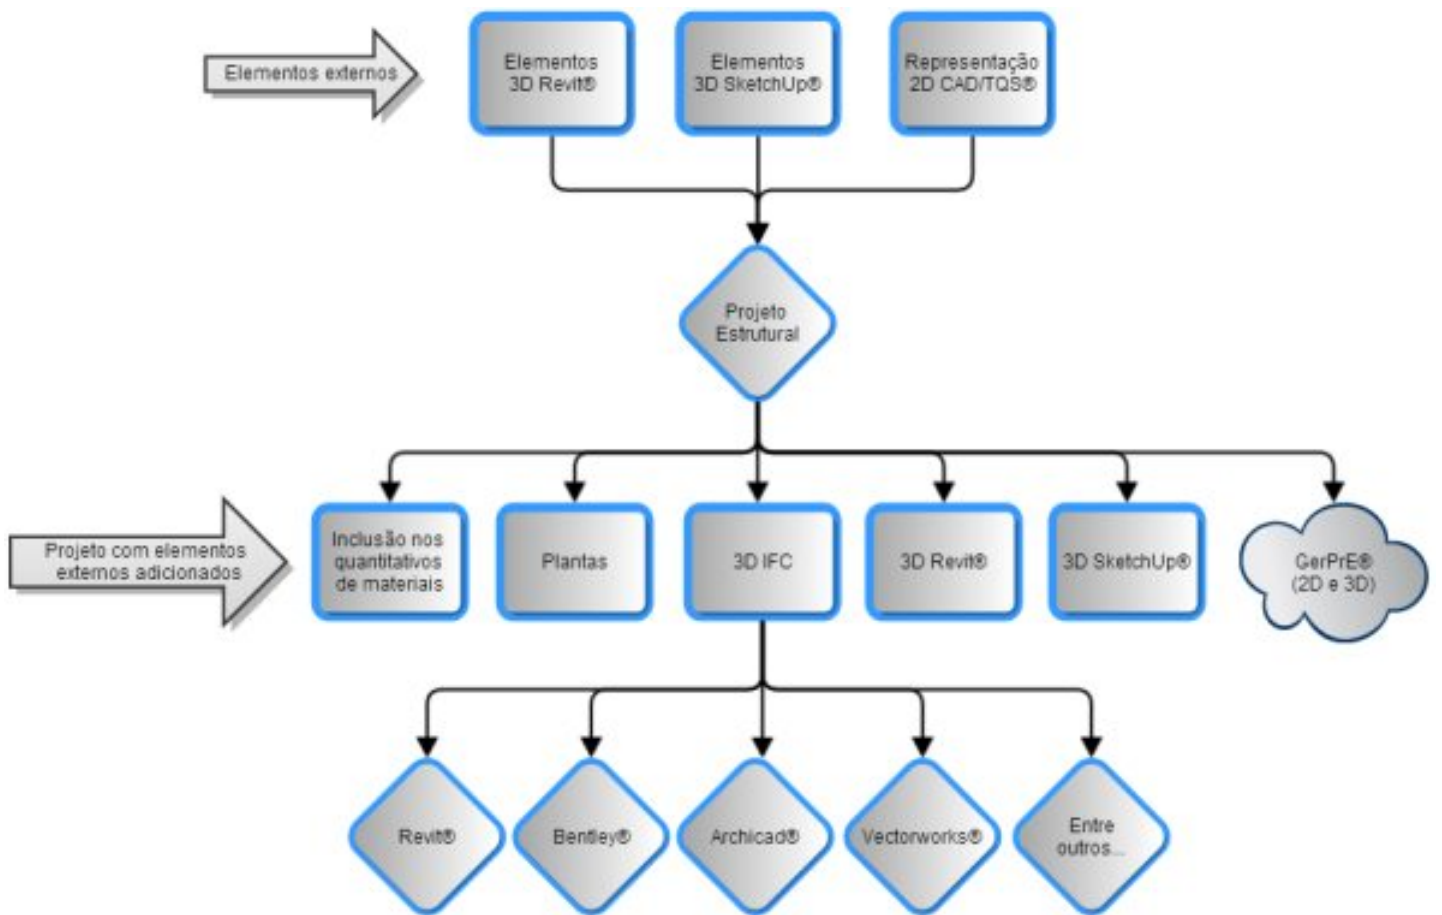 Elementos externos
Elementos
3D Revit®
Elementos
3D SketchUp®
Representação
2D CAD/TQS®
Projeto
Estrutural
Projeto com elementos
externos adicionados
Inclusão nos
quantitativos
de materiais
Plantas
3D IFC
3D Revit®
3D SketchUp®
GerPrE®
(2D e 3D)
Revit®
Bentley®
Archicad®
Vectorworks®
Entre
outros...